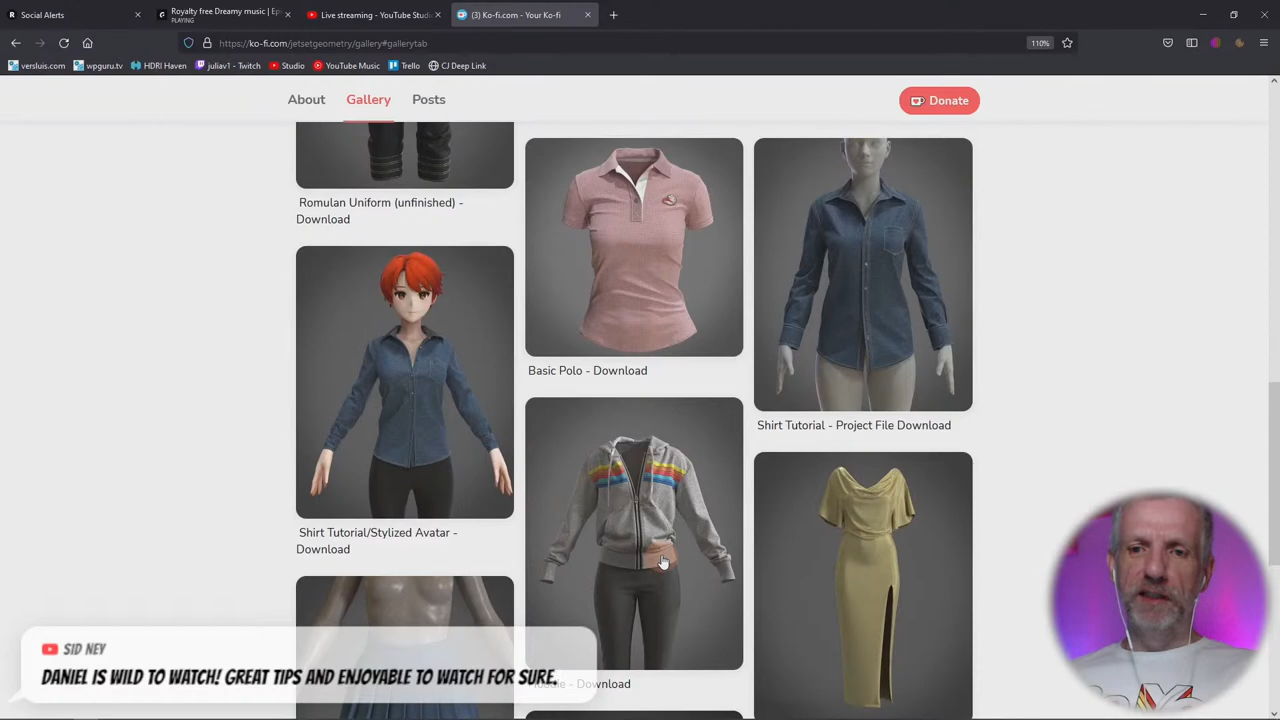 Social Alerts
Royalty free Dreamy music | Ep
PLAYING
Live streaming - YouTube Studi
(3) Ko-fi.com - Your Ko-fi
https://ko-fi.com/jetsetgeometry/gallery#gallerytab
110%
versluis.com
wpguru.tv
HDRI Haven
juliav1 - Twitch
Studio
YouTube Music
Trello
CJ Deep Link
About
Gallery
Posts
Donate
Romulan Uniform (unfinished) -
Download
Basic Polo - Download
Shirt Tutorial - Project File Download
Shirt Tutorial/Stylized Avatar -
Download
- Download
SID NEY
DANIEL IS WILD TO WATCH! GREAT TIPS AND ENJOYABLE TO WATCH FOR SURE.